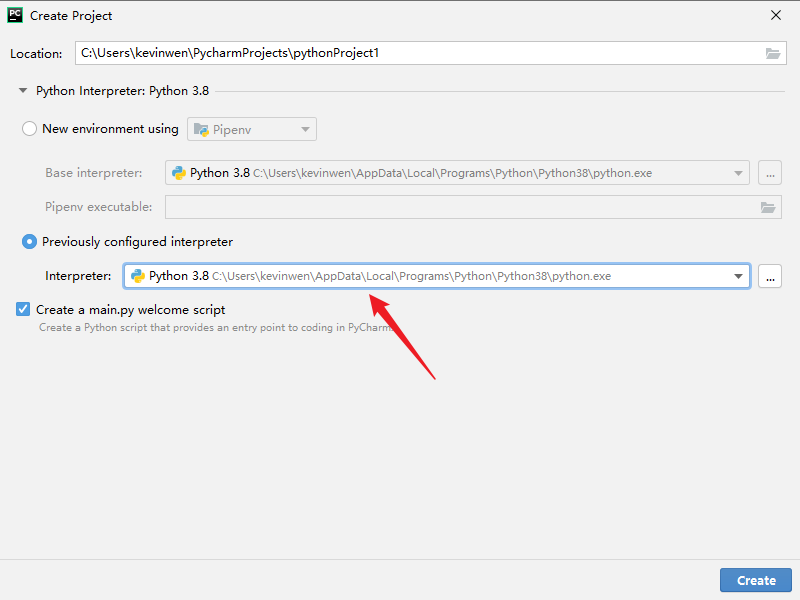 PC Create Project
Location: C:\Users\kevinwen\PycharmProjects\pythonProject1
Python Interpreter: Python 3.8
New environment using Pipenv
Base interpreter: Python 3.8 C:\Users\kevinwen\AppData\Local\Programs\Python\Python38\python.exe ...
Pipenv executable:
Previously configured interpreter
Interpreter: Python 3.8 C:\Users\kevinwen\AppData\Local\Programs\Python\Python38\python.exe ...
Create a main.py welcome script
Create a Python script that provides an entry point to coding in PyCharm.
Create